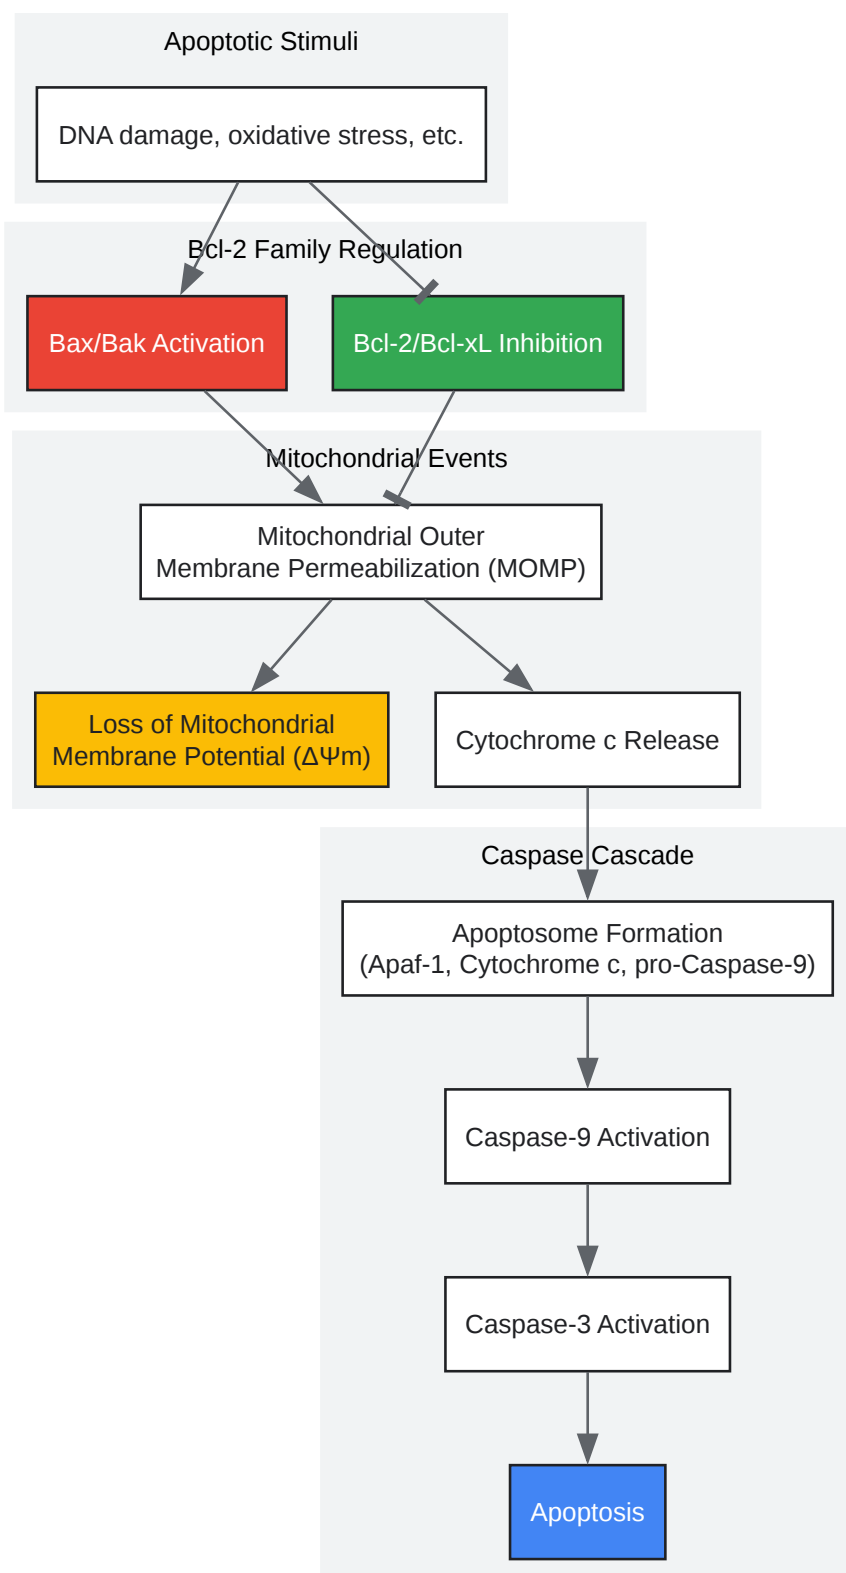 Apoptotic Stimuli
DNA damage, oxidative stress, etc.
Bcl-2 Family Regulation
Bax/Bak Activation
Bcl-2/Bcl-xL Inhibition
Mitochondrial Events
Mitochondrial Outer
Membrane Permeabilization (MOMP)
Loss of Mitochondrial
Membrane Potential (ΔΨm)
Cytochrome c Release
Caspase Cascade
Apoptosome Formation
(Apaf-1, Cytochrome c, pro-Caspase-9)
Caspase-9 Activation
Caspase-3 Activation
Apoptosis